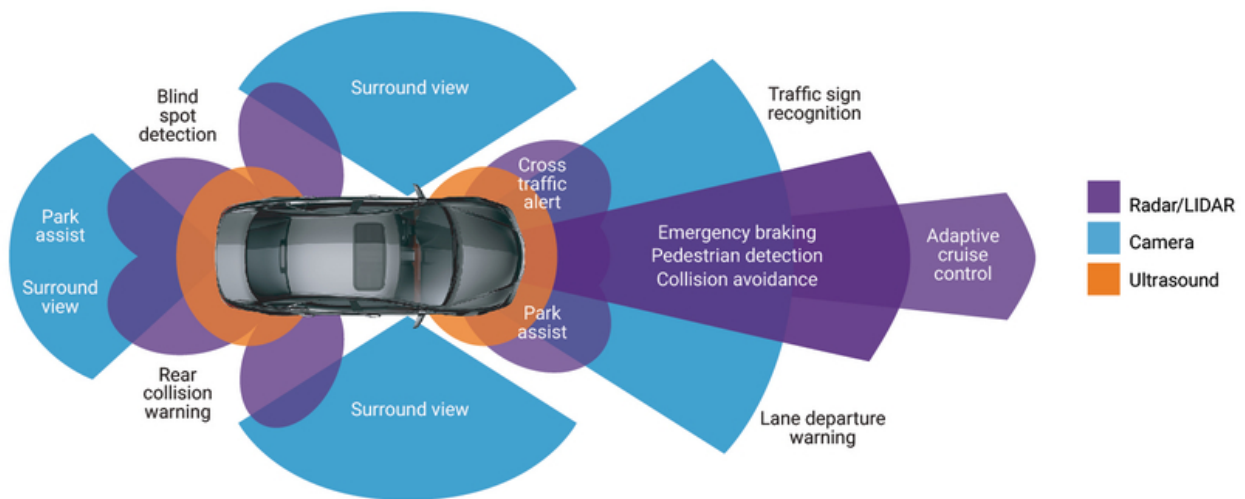 Surround view
Blind
spot
detection
Traffic sign
recognition
Cross
traffic
alert
Park
assist
Surround
view
Emergency braking
Pedestrian detection
Collision avoidance
Adaptive
cruise
control
Radar/LIDAR
Camera
Ultrasound
Park
assist
Rear
collision
warning
Surround view
Lane departure
warning